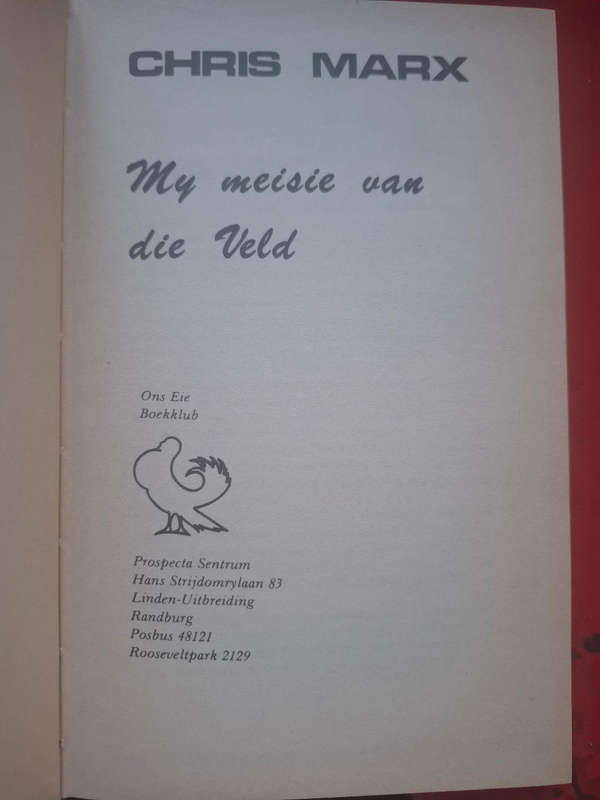 CHRIS MARX
My meisie van
die Veld
Ons Eie
Boekklub
Prospecta Sentrum
Hans Strijdomrylaan 83
Linden-Uitbreiding
Randburg
Posbus 48121
Rooseveltpark 2129